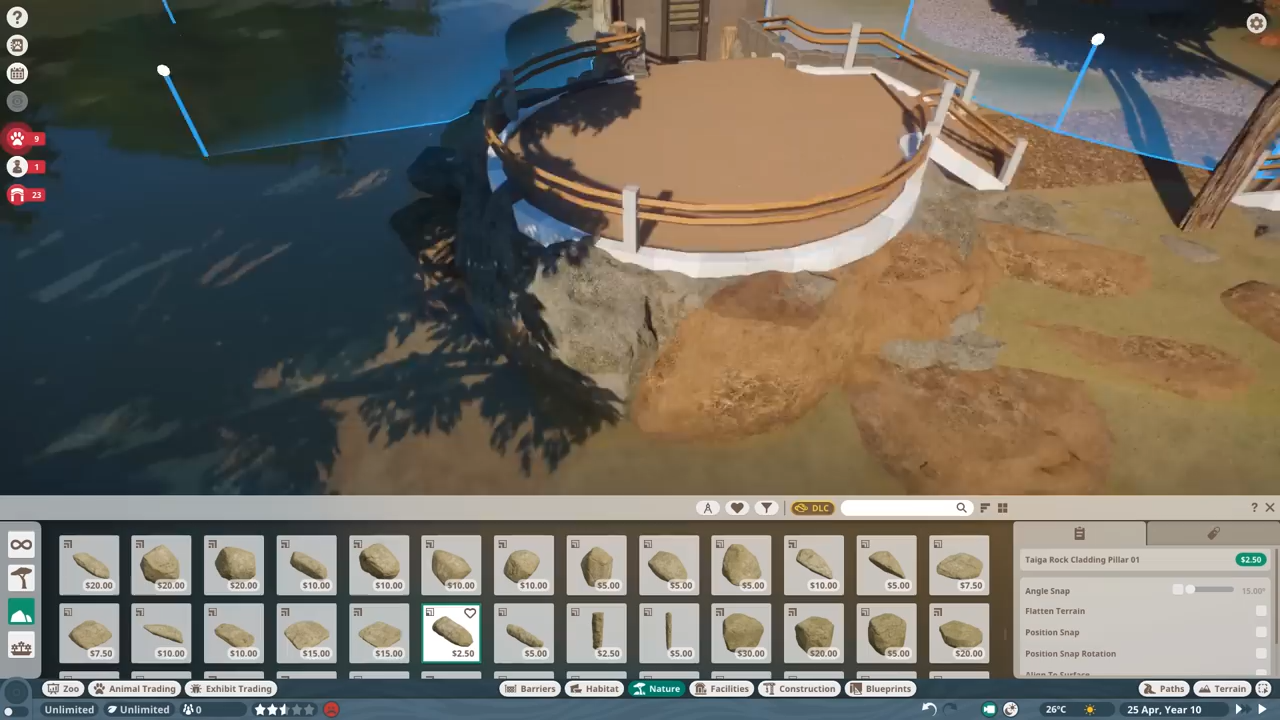 ?
9
1
23
DLC
? ×
$20.00 $20.00 $20.00 $10.00 $10.00 $10.00 $10.00 $5.00 $5.00 $5.00 $10.00 $5.00 $7.50
Taiga Rock Cladding Pillar 01 $2.50
Angle Snap 15.00°
Flatten Terrain
$7.50 $10.00 $10.00 $15.00 $15.00 $2.50 $5.00 $2.50 $5.00 $30.00 $20.00 $5.00 $20.00
Position Snap
Position Snap Rotation
Align To Surface
Zoo Animal Trading Exhibit Trading Barriers Habitat Nature Facilities Construction Blueprints Paths Terrain
Unlimited Unlimited 0 26°C 25 Apr, Year 10